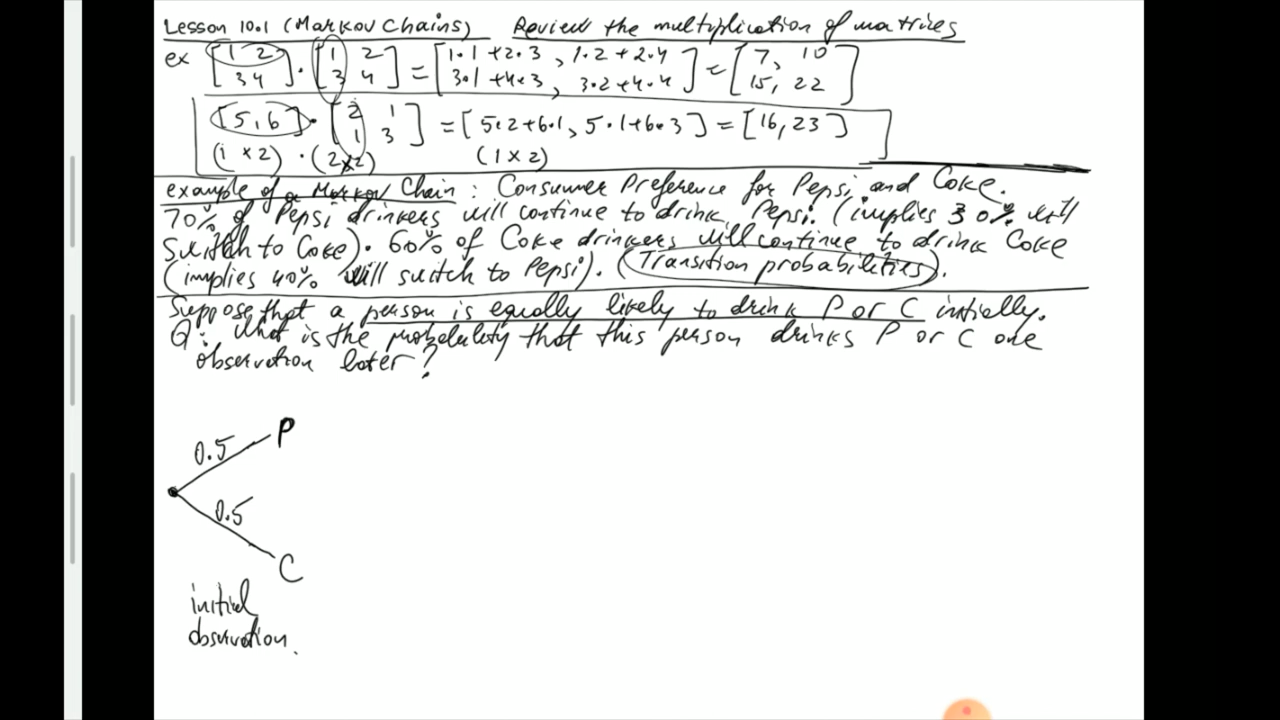 Lesson 10.1 (Markov Chains) Review the multiplication of matrices
ex [1 2
3 4] · [1 2
3 4] = [1·1+2·3, 1·2+2·4
3·1+4·3, 3·2+4·4] = [7, 10
15, 22]
[5,6] · [2 1
1 3] = [5·2+6·1, 5·1+6·3] = [16, 23]
(1×2) · (2×2) (1×2)
example of a Markov Chain : Consumer Preference for Pepsi and Coke.
70% of Pepsi drinkers will continue to drink Pepsi. (implies 30% will
switch to Coke). 60% of Coke drinkers will continue to drink Coke
(implies 40% will switch to Pepsi). (Transition probabilities).
Suppose that a person is equally likely to drink P or C initially.
Q: What is the probability that this person drinks P or C one
observation later?
0.5 P
0.5
C
initial
observation.